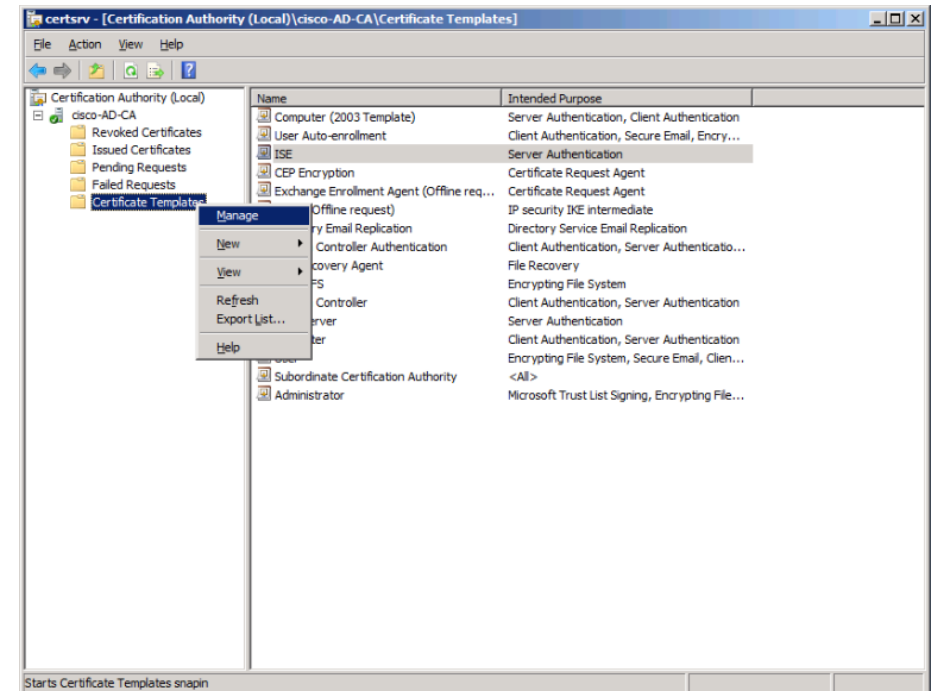 certsrv - [Certification Authority (Local)\cisco-AD-CA\Certificate Templates]
File Action View Help
Certification Authority (Local)
cisco-AD-CA
Revoked Certificates
Issued Certificates
Pending Requests
Failed Requests
Certificate Templates
Manage
New
View
Refresh
Export List...
Help
Name Intended Purpose
Computer (2003 Template) Server Authentication, Client Authentication
User Auto-enrollment Client Authentication, Secure Email, Encry...
ISE Server Authentication
CEP Encryption Certificate Request Agent
Exchange Enrollment Agent (Offline req... Certificate Request Agent
Offline request) IP security IKE intermediate
ry Email Replication Directory Service Email Replication
Controller Authentication Client Authentication, Server Authenticatio...
covery Agent File Recovery
FS Encrypting File System
Controller Client Authentication, Server Authentication
erver Server Authentication
ter Client Authentication, Server Authentication
Encrypting File System, Secure Email, Clien...
Subordinate Certification Authority <All>
Administrator Microsoft Trust List Signing, Encrypting File...
Starts Certificate Templates snapin